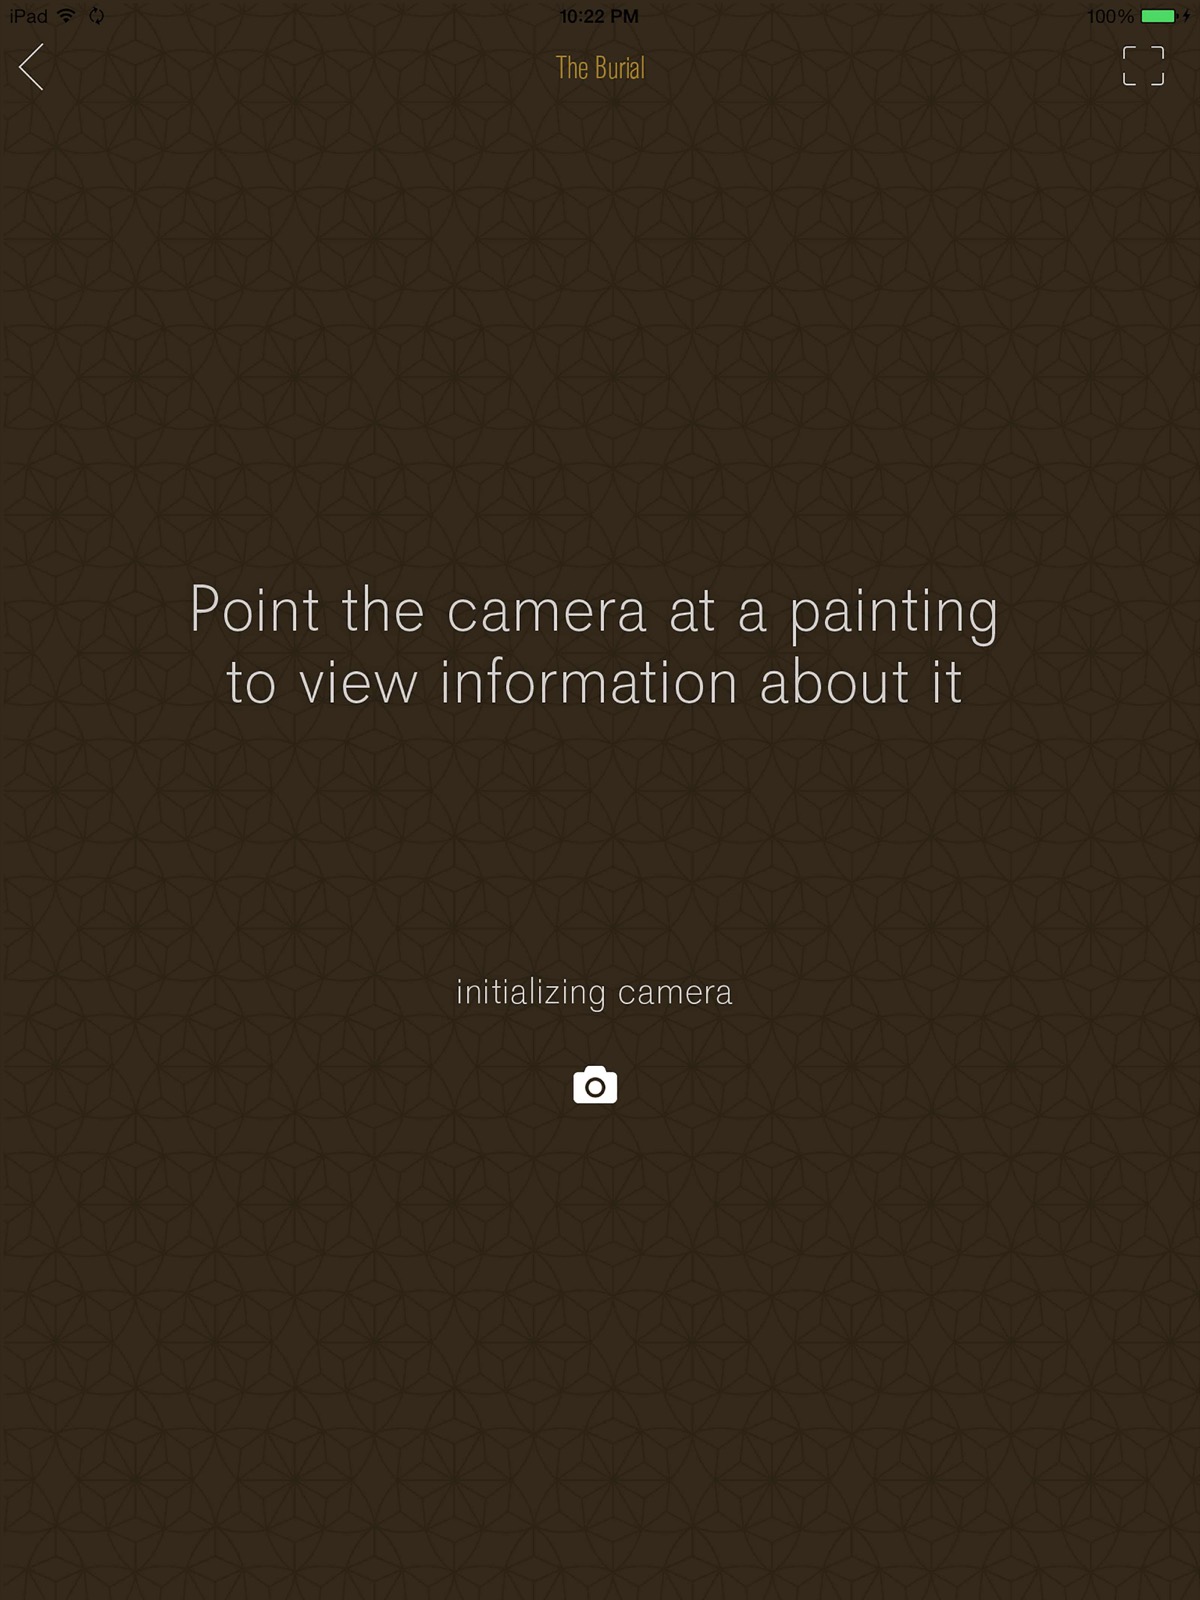 iPad 10:22 PM 100%
The Burial
Point the camera at a painting
to view information about it
initializing camera